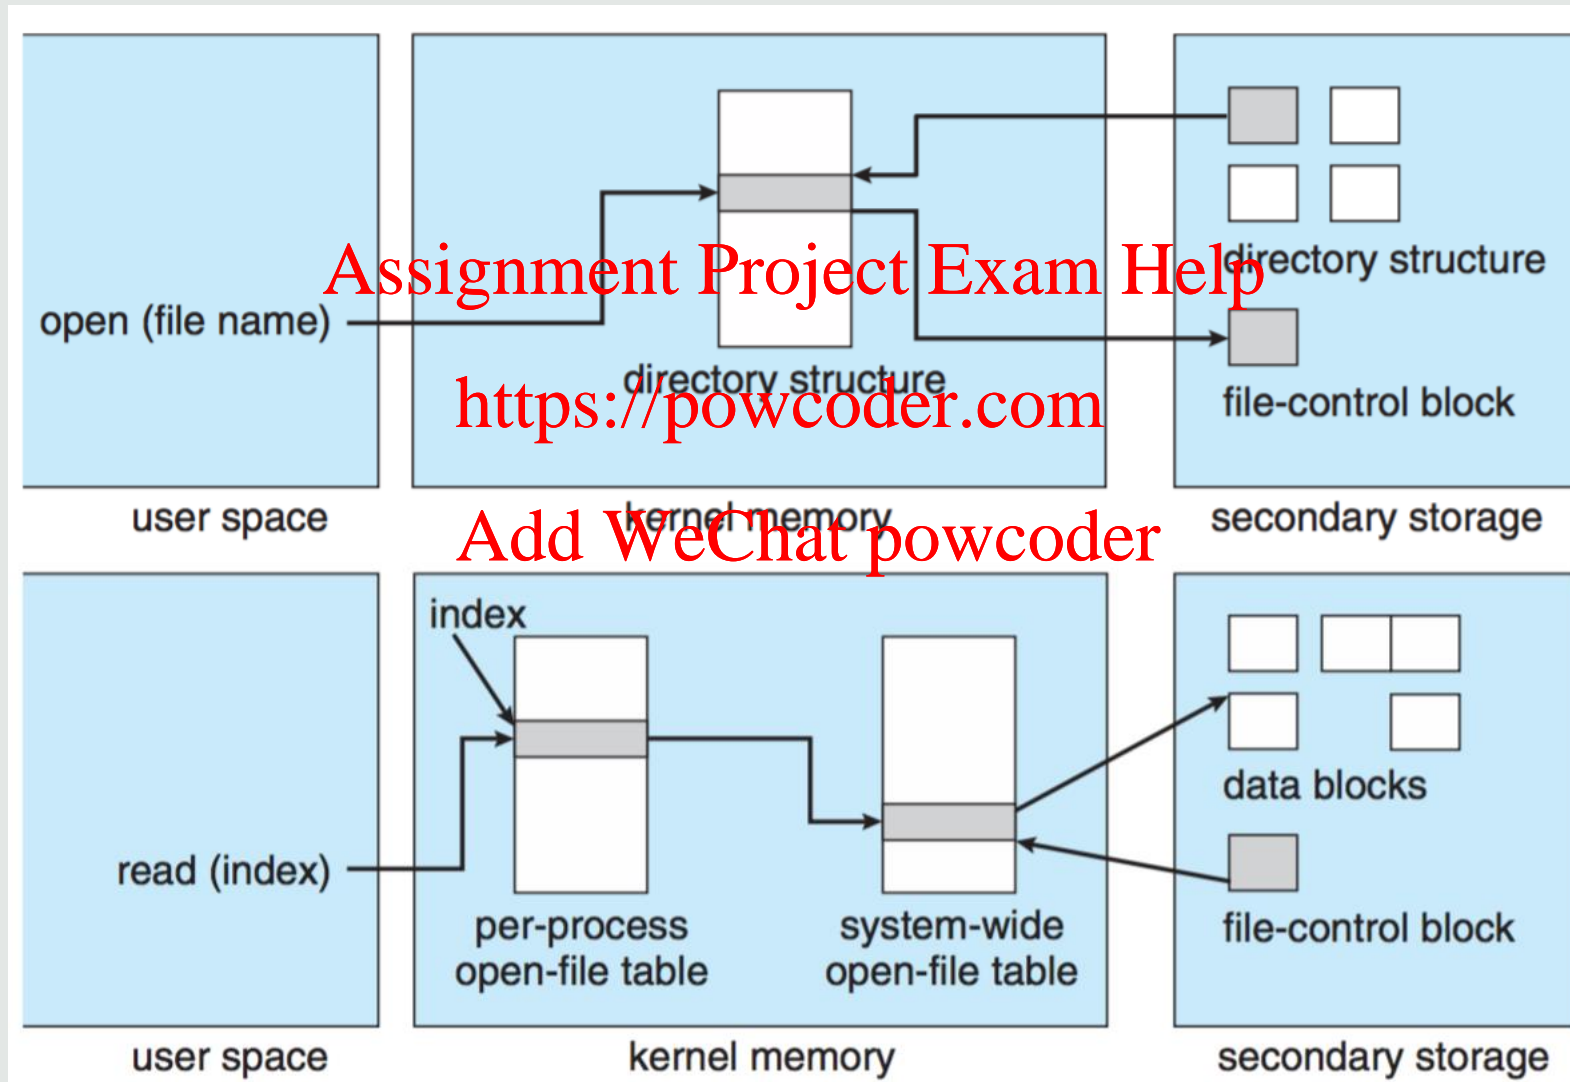 Assignment Project Exam Help
directory structure
open (file name)
directory structure
https://powcoder.com
file-control block
user space
kernel memory
secondary storage
Add WeChat powcoder
index
data blocks
read (index)
per-process
open-file table
system-wide
open-file table
file-control block
user space
kernel memory
secondary storage